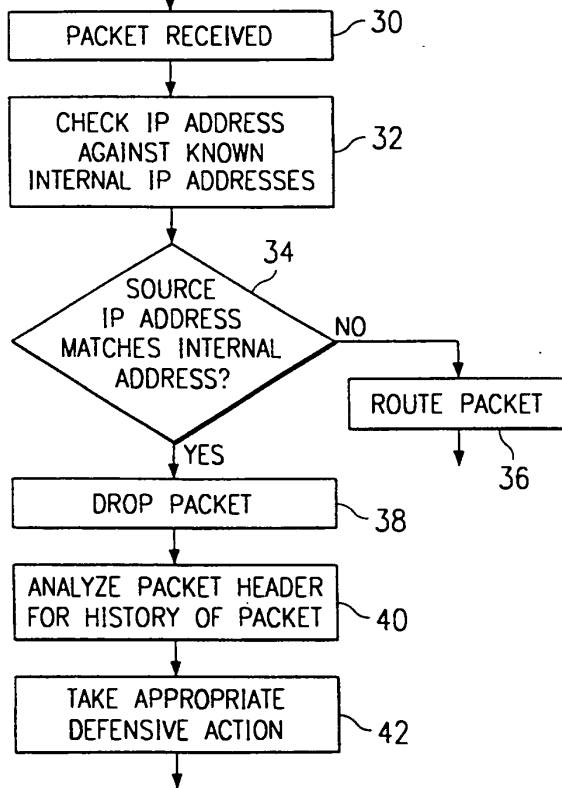 PACKET RECEIVED
30
CHECK IP ADDRESS
AGAINST KNOWN
INTERNAL IP ADDRESSES
32
34
SOURCE
IP ADDRESS
MATCHES INTERNAL
ADDRESS?
NO
ROUTE PACKET
36
YES
DROP PACKET
38
ANALYZE PACKET HEADER
FOR HISTORY OF PACKET
40
TAKE APPROPRIATE
DEFENSIVE ACTION
42